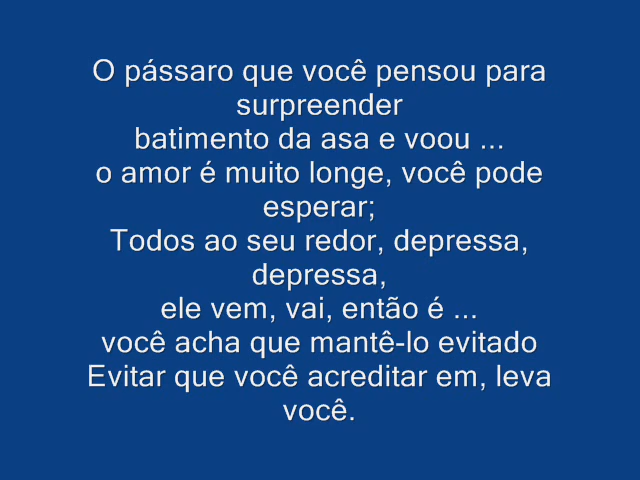 O pássaro que você pensou para
surpreender
batimento da asa e voou ...
o amor é muito longe, você pode
esperar;
Todos ao seu redor, depressa,
depressa,
ele vem, vai, então é ...
você acha que mantê-lo evitado
Evitar que você acreditar em, leva
você.